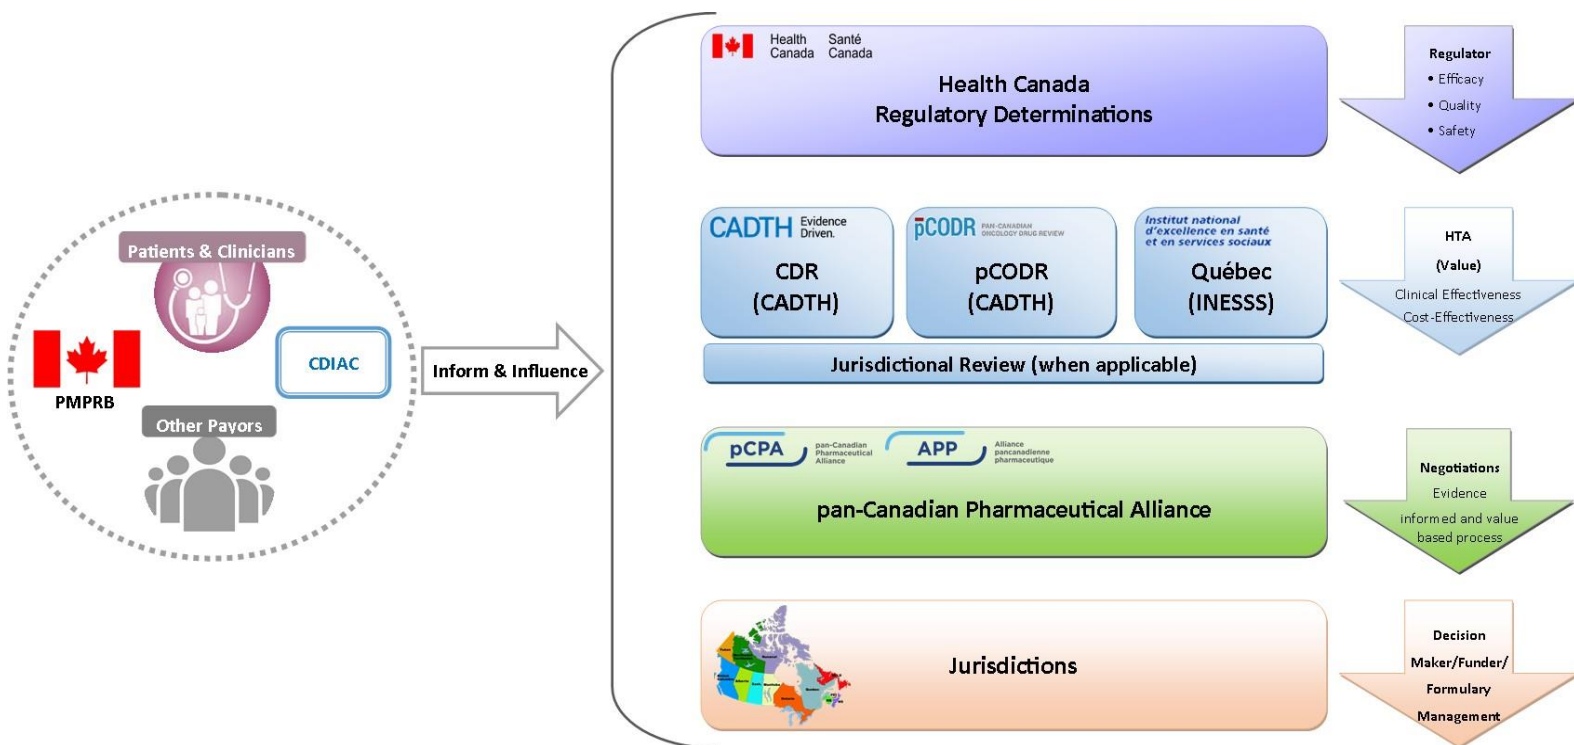 Patients & Clinicians
PMPRB
CDIAC
Other Payors
Inform & Influence
Health Santé
Canada Canada
Health Canada
Regulatory Determinations
Regulator
• Efficacy
• Quality
• Safety
CADTH Evidence
Driven.
CDR
(CADTH)
pCODR PAN-CANADIAN
ONCOLOGY DRUG REVIEW
pCODR
(CADTH)
Institut national
d'excellence en santé
et en services sociaux
Québec
(INESSS)
Jurisdictional Review (when applicable)
HTA
(Value)
Clinical Effectiveness
Cost-Effectiveness
pCPA pan-Canadian
Pharmaceutical
Alliance
APP Alliance
pancanadienne
pharmaceutique
pan-Canadian Pharmaceutical Alliance
Negotiations
Evidence
informed and value
based process
Jurisdictions
Decision
Maker/Funder/
Formulary
Management